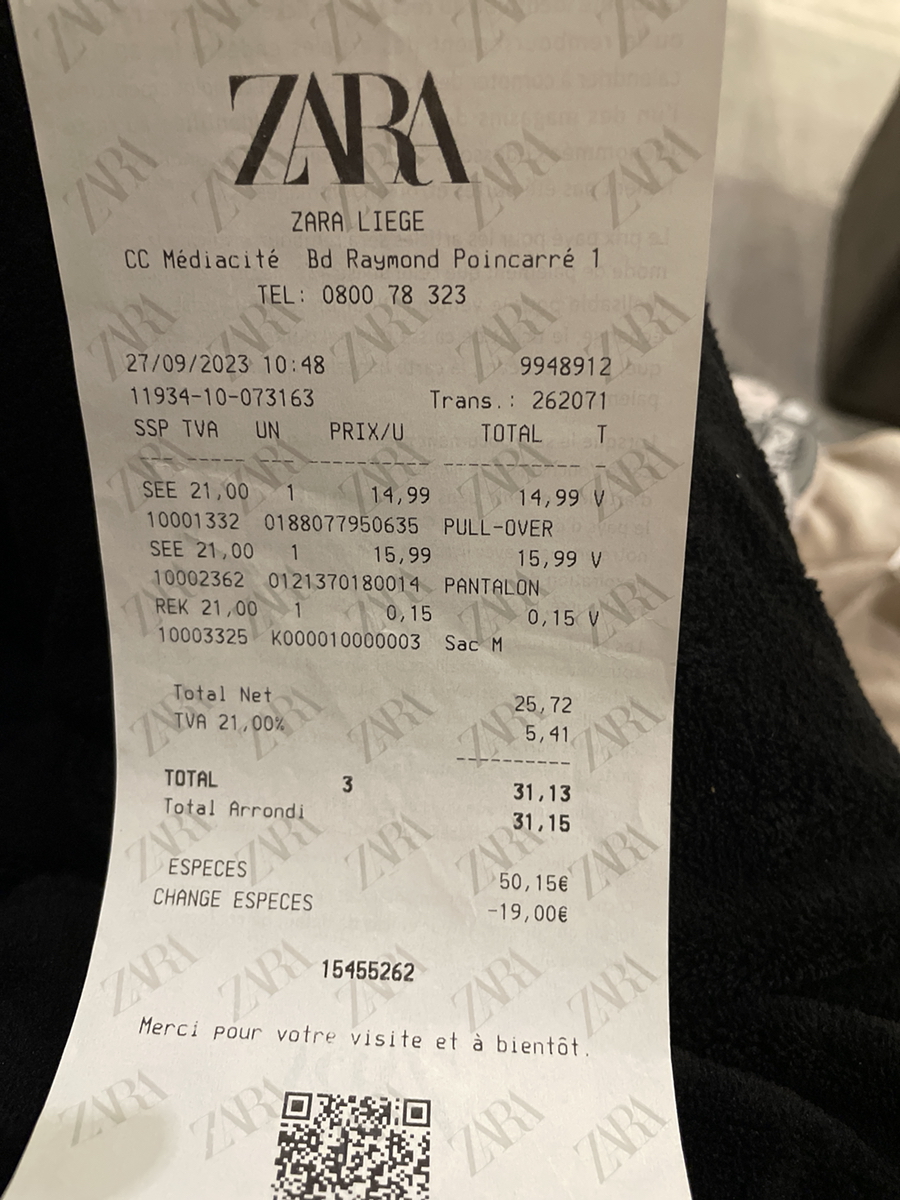 ZARA
ZARA LIEGE
CC Médiacité Bd Raymond Poincarré 1
TEL: 0800 78 323
27/09/2023 10:48 9948912
11934-10-073163 Trans.: 262071
SSP TVA UN PRIX/U TOTAL T
--- ----- -- ---------- ----------- -
SEE 21,00 1 14,99 14,99 V
10001332 0188077950635 PULL-OVER
SEE 21,00 1 15,99 15,99 V
10002362 0121370180014 PANTALON
REK 21,00 1 0,15 0,15 V
10003325 K000010000003 Sac M
Total Net 25,72
TVA 21,00% 5,41
----------
TOTAL 3 31,13
Total Arrondi 31,15
ESPECES 50,15€
CHANGE ESPECES -19,00€
15455262
Merci pour votre visite et à bientôt.